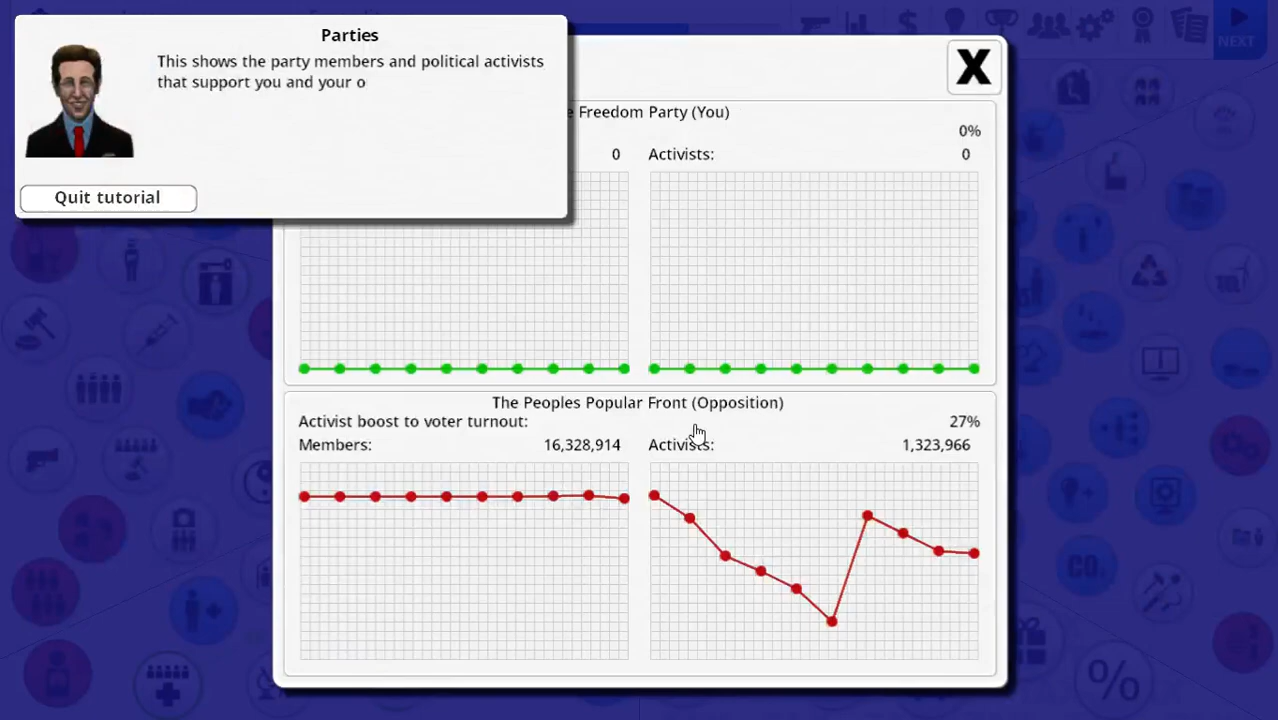 Parties
This shows the party members and political activists
that support you and your o
Quit tutorial
X
NEXT
Freedom Party (You)
0%
0
Activists:
0
The Peoples Popular Front (Opposition)
Activist boost to voter turnout:
27%
Members:
16,328,914
Activists:
1,323,966
CO2
%